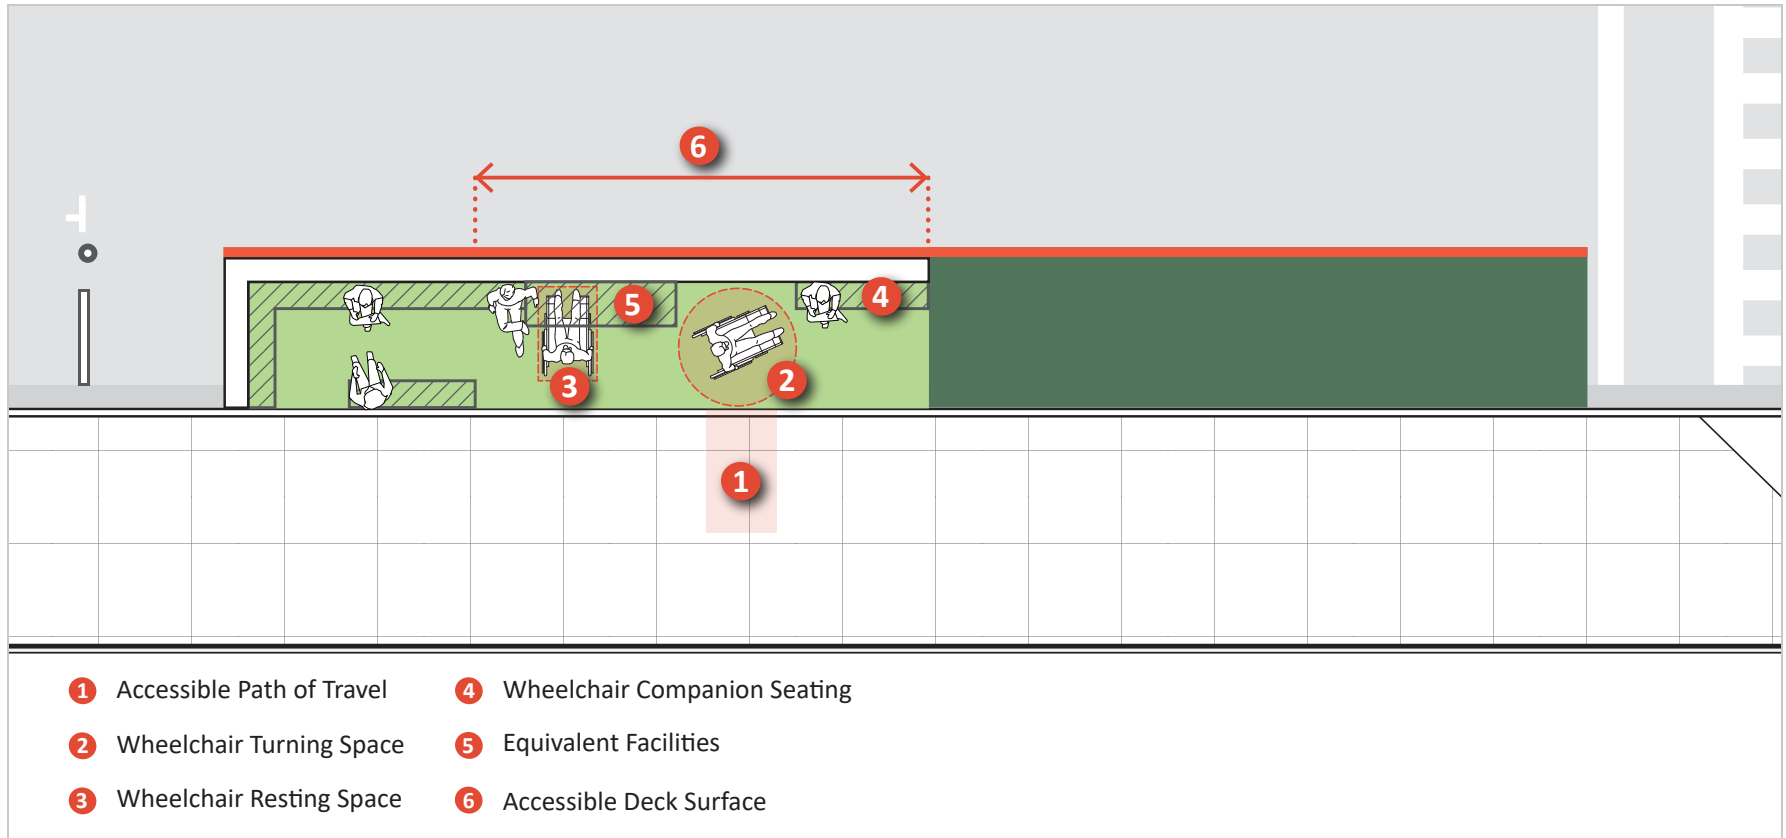 6
5
4
3
2
1
1 Accessible Path of Travel
2 Wheelchair Turning Space
3 Wheelchair Resting Space
4 Wheelchair Companion Seating
5 Equivalent Facilities
6 Accessible Deck Surface